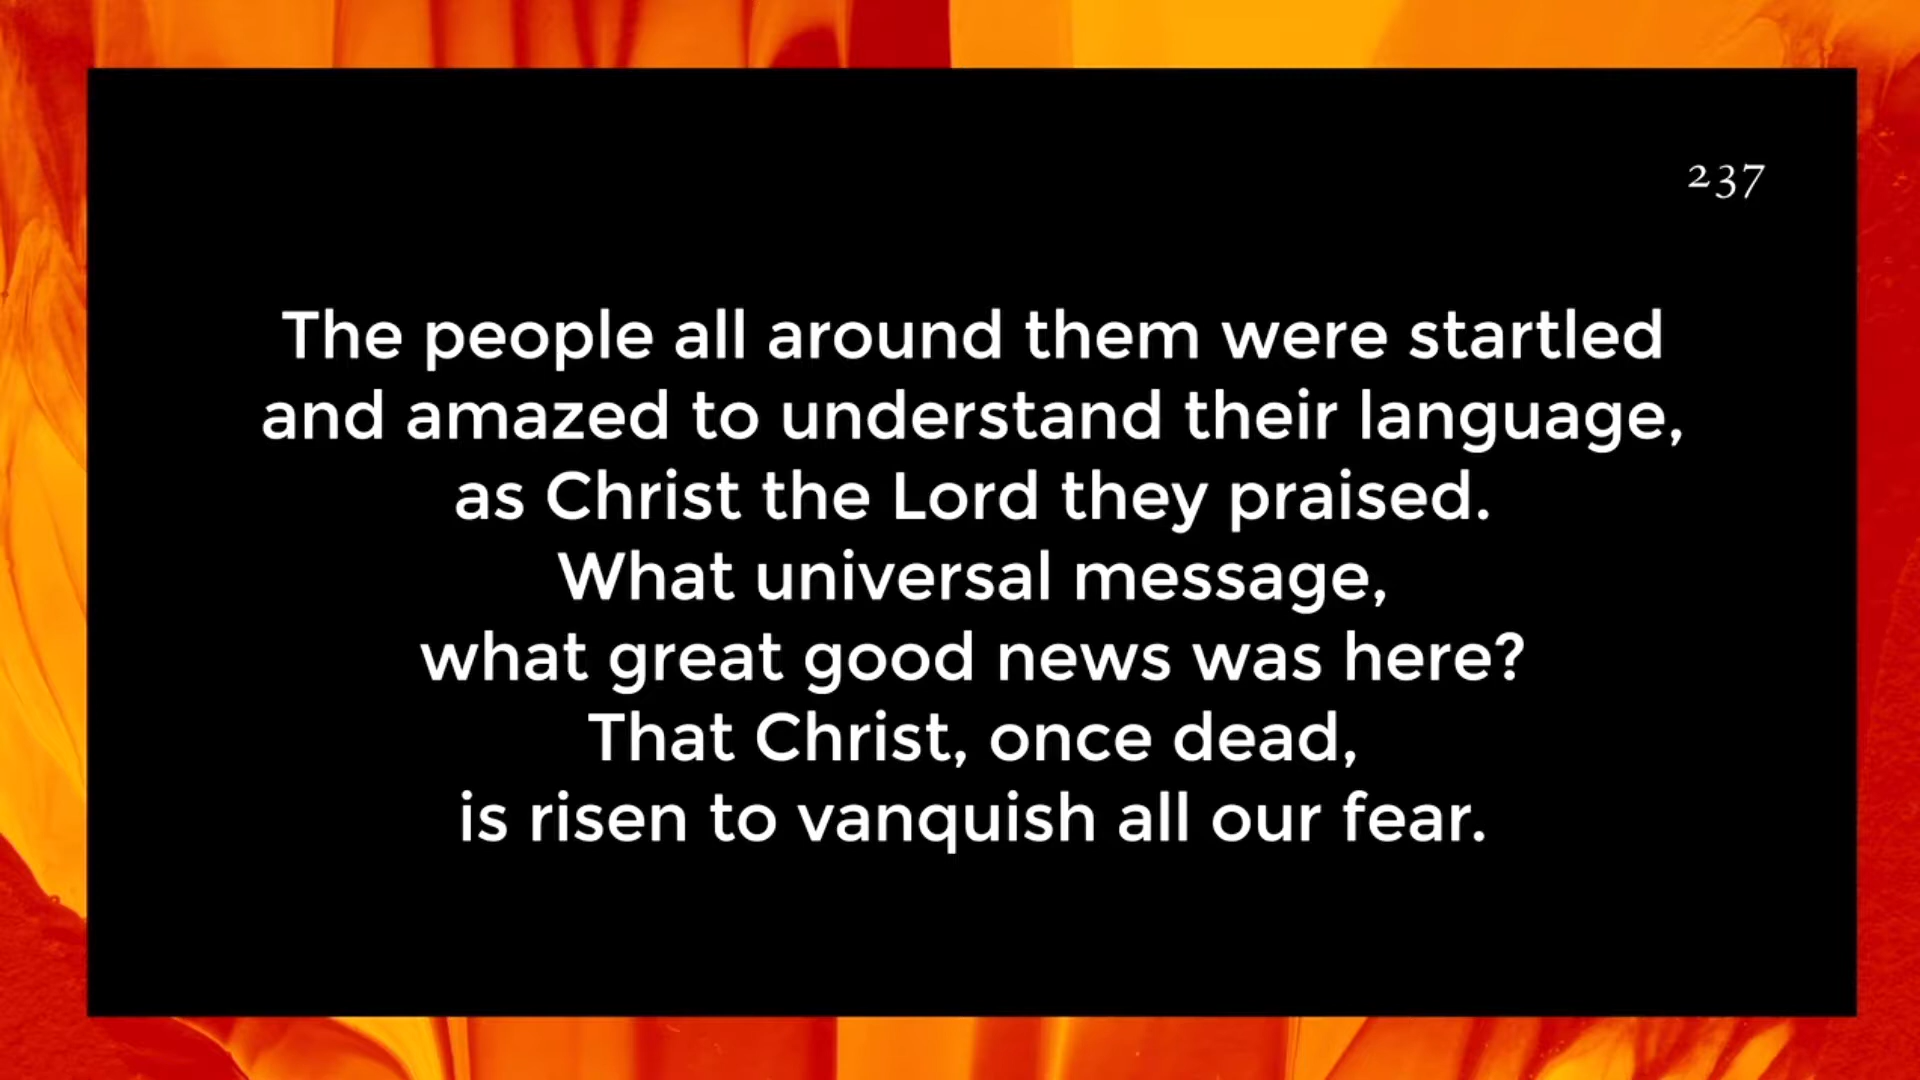 237
The people all around them were startled
and amazed to understand their language,
as Christ the Lord they praised.
What universal message,
what great good news was here?
That Christ, once dead,
is risen to vanquish all our fear.